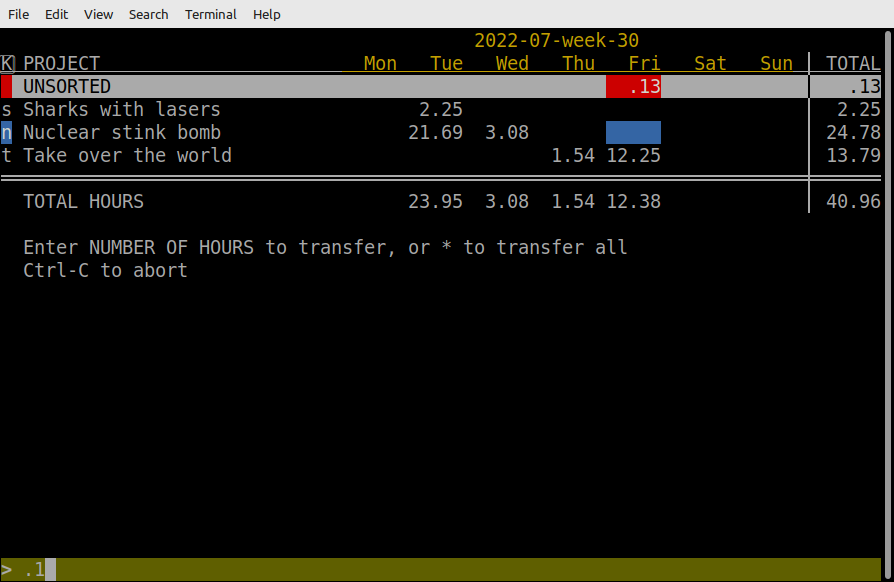 File Edit View Search Terminal Help
2022-07-week-30
K PROJECT Mon Tue Wed Thu Fri Sat Sun TOTAL
UNSORTED .13 .13
s Sharks with lasers 2.25 2.25
n Nuclear stink bomb 21.69 3.08 24.78
t Take over the world 1.54 12.25 13.79
TOTAL HOURS 23.95 3.08 1.54 12.38 40.96
Enter NUMBER OF HOURS to transfer, or * to transfer all
Ctrl-C to abort
> .1